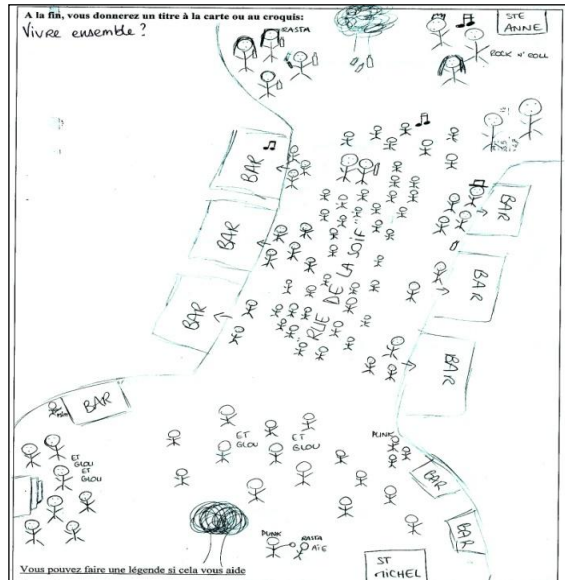 A la fin, vous donnerez un titre à la carte ou au croquis:
Vivre ensemble ?
STE
ANNE
RASTA
ROCK N' ROLL
BAR
BAR
BAR
BAR
RUE DE LA SOIF
BAR
BAR
BAR
ET
GLOU
ET
GLOU
ET
GLOU
ET
GLOU
PUNK
BAR
BAR
PUNK
RASTA
AïE
ST
MICHEL
Vous pouvez faire une légende si cela vous aide